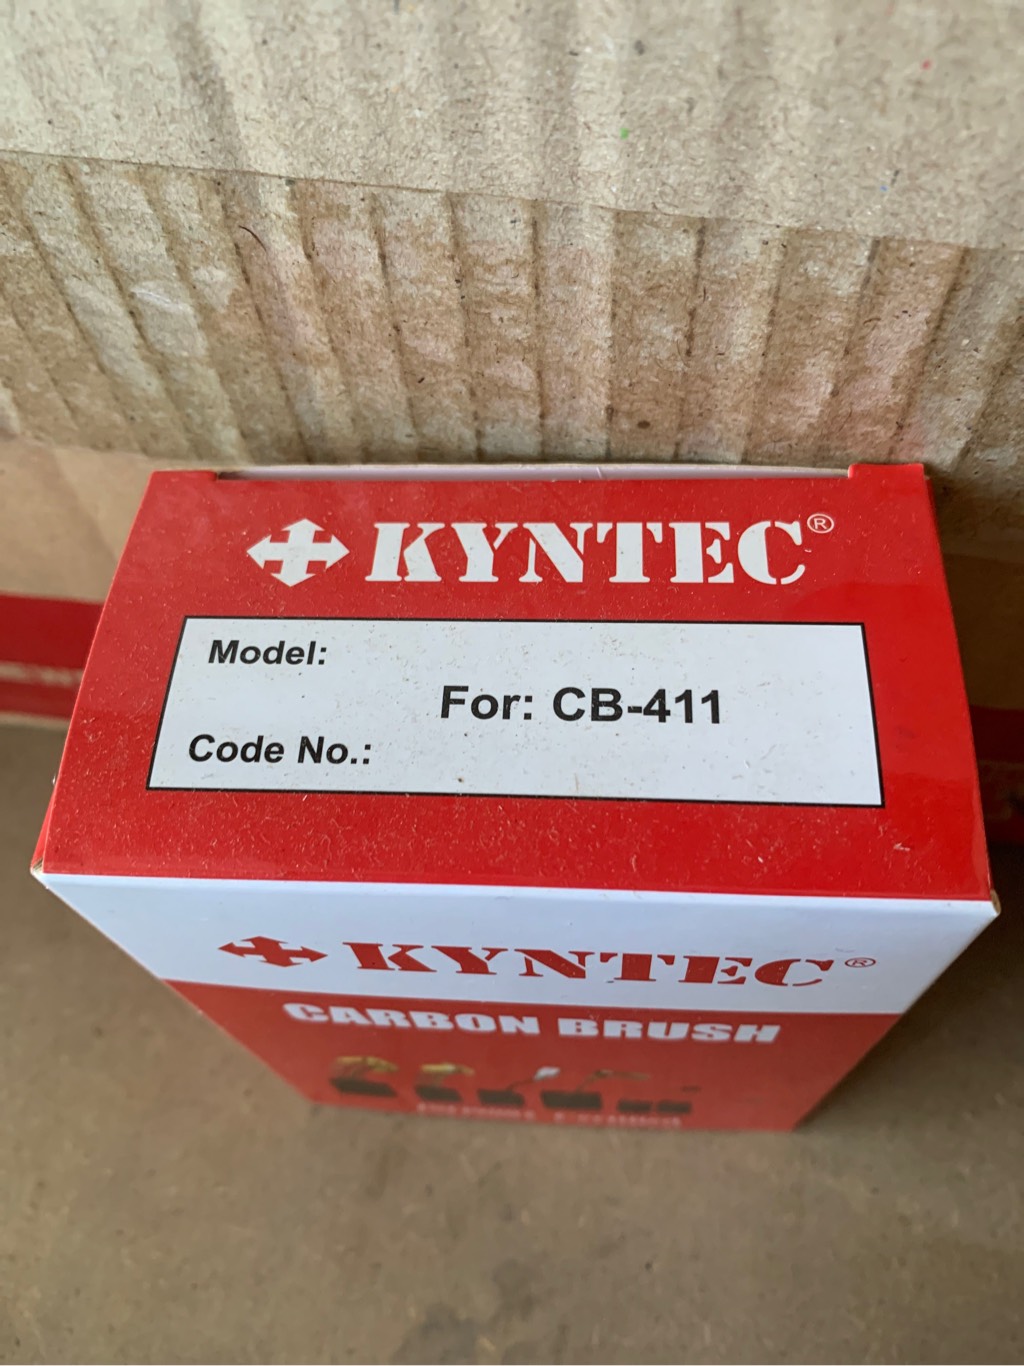 KYNTEC®
Model:
For: CB-411
Code No.:
KYNTEC®
CARBON BRUSH